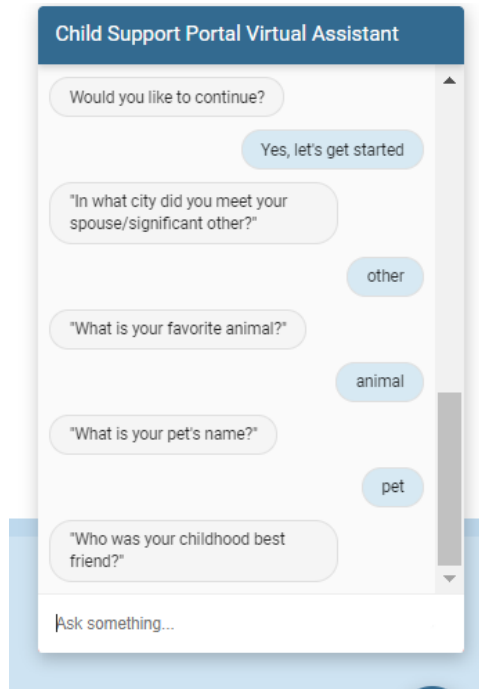 Child Support Portal Virtual Assistant
Would you like to continue?
Yes, let's get started
"In what city did you meet your
spouse/significant other?"
other
"What is your favorite animal?"
animal
"What is your pet's name?"
pet
"Who was your childhood best
friend?"
Ask something...